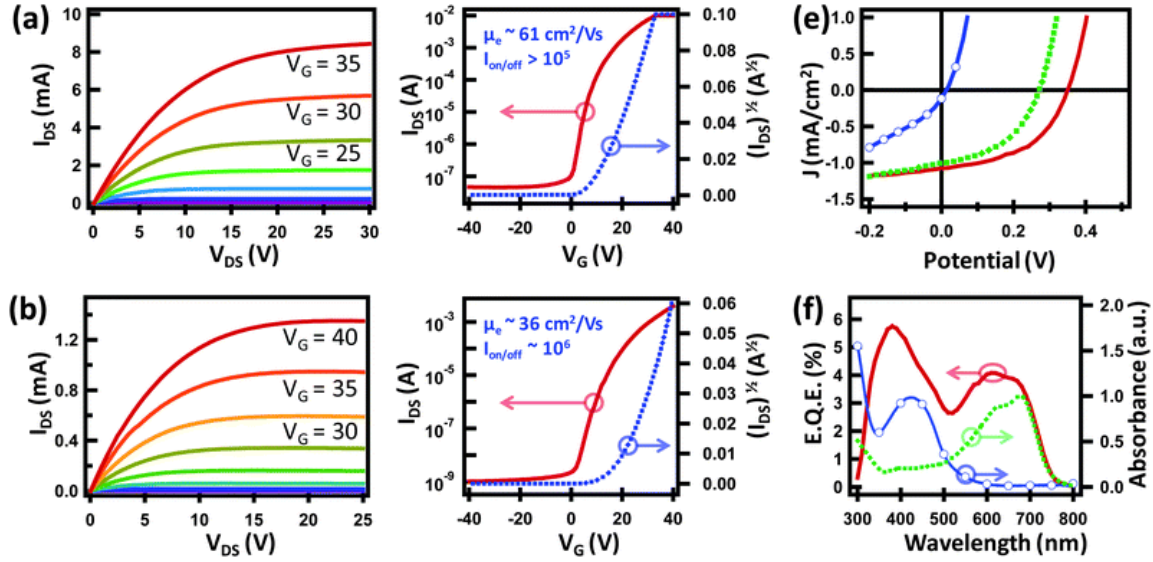 (a)
10
8
6
4
2
0
I_DS (mA)
V_G = 35
V_G = 30
V_G = 25
0 5 10 15 20 25 30
V_DS (V)
10⁻²
10⁻³
10⁻⁴
10⁻⁵
10⁻⁶
10⁻⁷
I_DS (A)
μ_e ~ 61 cm²/Vs
I_on/off > 10⁵
0.10
0.08
0.06
0.04
0.02
0.00
(I_DS)^½ (A^½)
-40 -20 0 20 40
V_G (V)
(e)
1.0
0.5
0.0
-0.5
-1.0
-1.5
J (mA/cm²)
-0.2 0.0 0.2 0.4
Potential (V)
(b)
1.2
0.8
0.4
0.0
I_DS (mA)
V_G = 40
V_G = 35
V_G = 30
0 5 10 15 20 25
V_DS (V)
10⁻³
10⁻⁵
10⁻⁷
10⁻⁹
I_DS (A)
μ_e ~ 36 cm²/Vs
I_on/off ~ 10⁶
0.06
0.05
0.04
0.03
0.02
0.01
0.00
(I_DS)^½ (A^½)
-40 -20 0 20 40
V_G (V)
(f)
6
5
4
3
2
1
0
E.Q.E. (%)
2.0
1.5
1.0
0.5
0.0
Absorbance (a.u.)
300 400 500 600 700 800
Wavelength (nm)